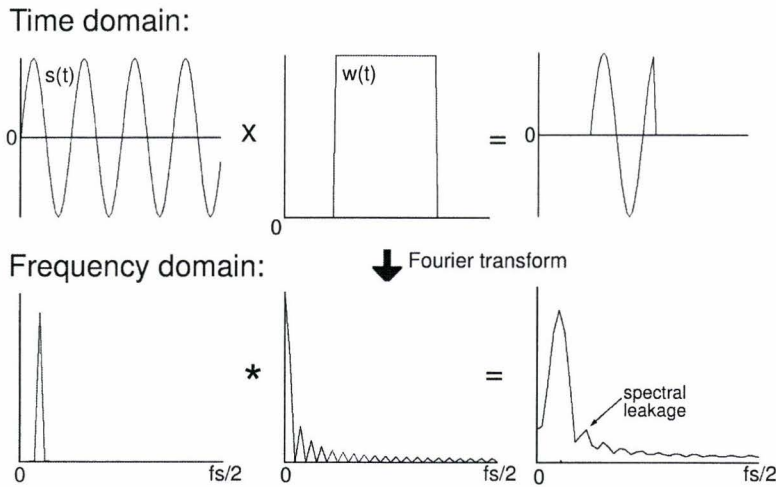 Time domain:
s(t)
w(t)
0
X
=
0
0
Frequency domain:
Fourier transform
*
=
spectral
leakage
0
fs/2
0
fs/2
0
fs/2